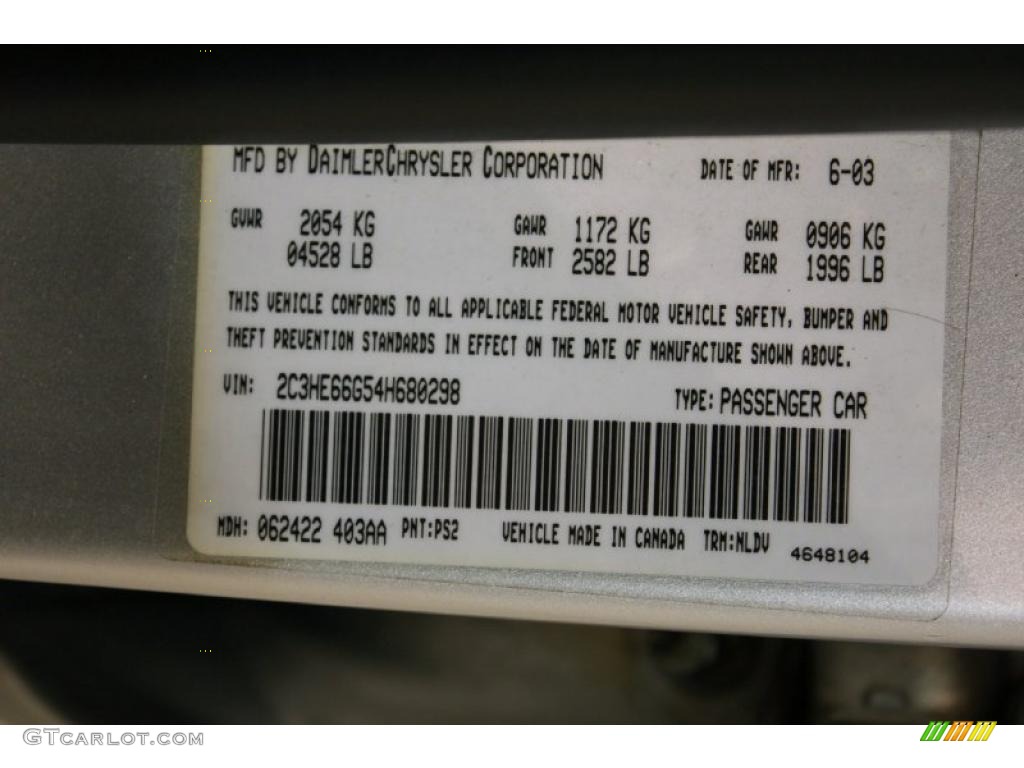 MFD BY DAIMLERCHRYSLER CORPORATION DATE OF MFR: 6-03
GVWR 2054 KG GAWR 1172 KG GAWR 0906 KG
04528 LB FRONT 2582 LB REAR 1996 LB
THIS VEHICLE CONFORMS TO ALL APPLICABLE FEDERAL MOTOR VEHICLE SAFETY, BUMPER AND
THEFT PREVENTION STANDARDS IN EFFECT ON THE DATE OF MANUFACTURE SHOWN ABOVE.
VIN: 2C3HE66G54H680298 TYPE: PASSENGER CAR
MDH: 062422 403AA PNT:PS2 VEHICLE MADE IN CANADA TRM:NLDV 4648104
GTCARLOT.COM